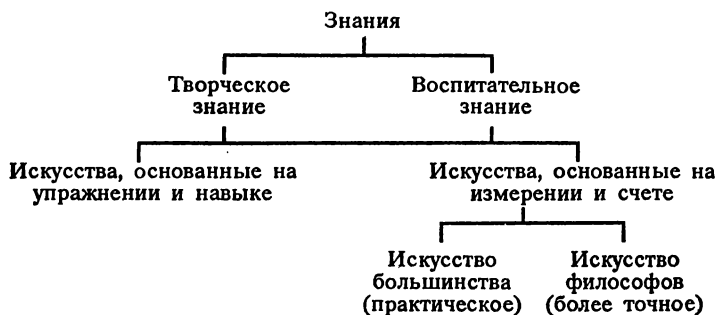 Знания
Творческое
знание
Воспитательное
знание
Искусства, основанные на
упражнении и навыке
Искусства, основанные на
измерении и счете
Искусство
большинства
(практическое)
Искусство
философов
(более точное)